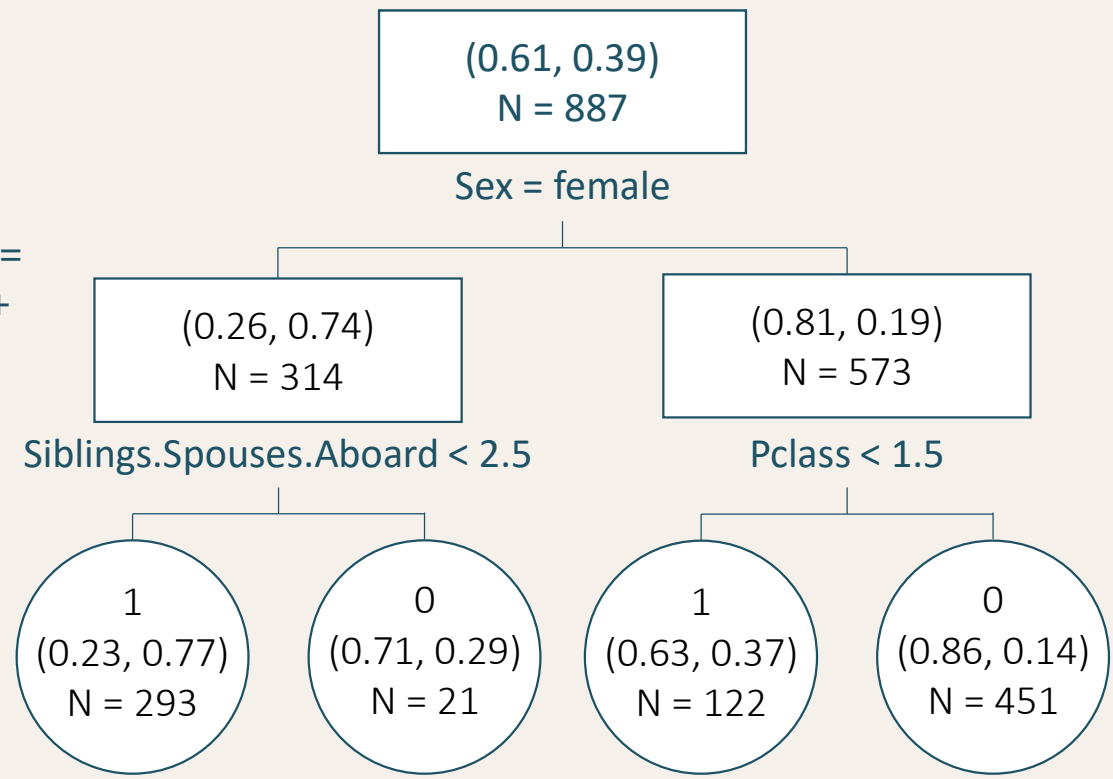 (0.61, 0.39)
N = 887
Sex = female
=
+
(0.26, 0.74)
N = 314
(0.81, 0.19)
N = 573
Siblings.Spouses.Aboard < 2.5
Pclass < 1.5
1
(0.23, 0.77)
N = 293
0
(0.71, 0.29)
N = 21
1
(0.63, 0.37)
N = 122
0
(0.86, 0.14)
N = 451